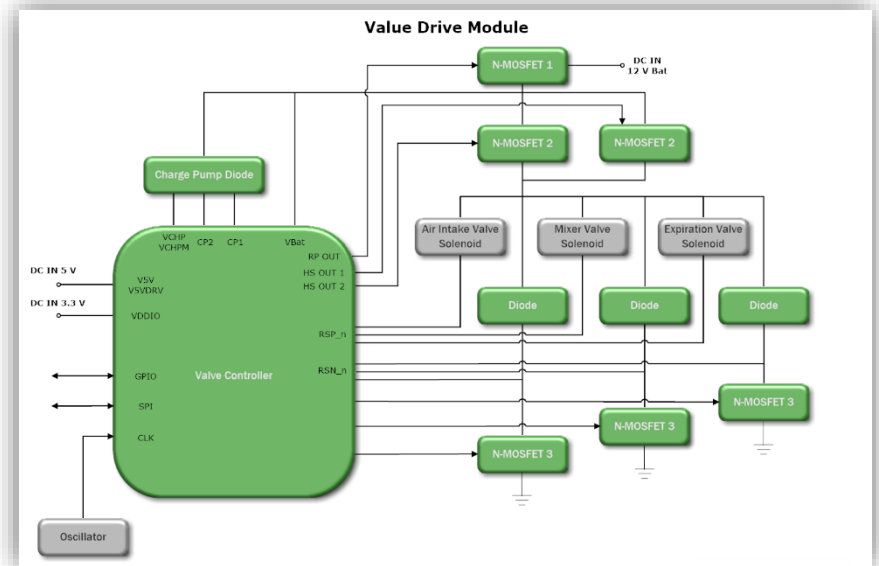 Value Drive Module
N-MOSFET 1
DC IN
12 V Bat
N-MOSFET 2
N-MOSFET 2
Charge Pump Diode
Air Intake Valve
Solenoid
Mixer Valve
Solenoid
Expiration Valve
Solenoid
VCHP
VCHPM
CP2
CP1
VBat
RP OUT
HS OUT 1
HS OUT 2
DC IN 5 V
V5V
VSVDRV
DC IN 3.3 V
VDDIO
Diode
Diode
Diode
RSP_n
RSN_n
GPIO
Valve Controller
SPI
CLK
N-MOSFET 3
N-MOSFET 3
N-MOSFET 3
Oscillator